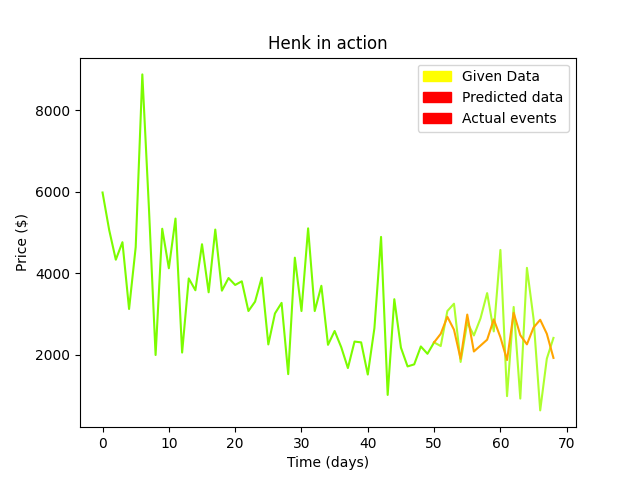 Henk in action
Given Data
Predicted data
Actual events
Price ($)
8000
6000
4000
2000
0 10 20 30 40 50 60 70
Time (days)